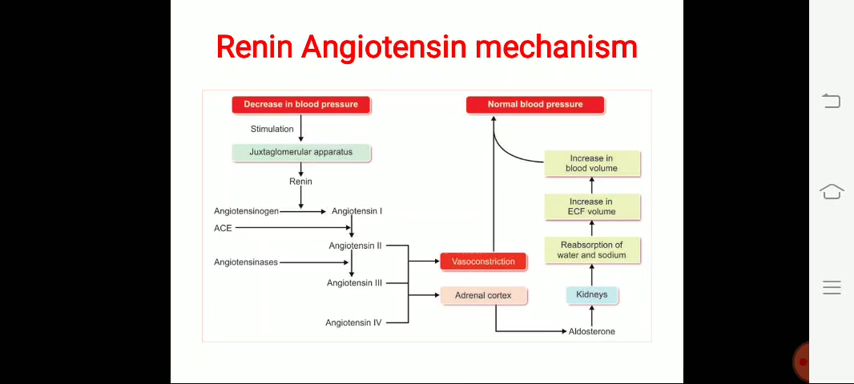 Renin Angiotensin mechanism
Decrease in blood pressure
Normal blood pressure
Stimulation
Juxtaglomerular apparatus
Renin
Angiotensinogen
Angiotensin I
ACE
Angiotensin II
Angiotensinases
Angiotensin III
Angiotensin IV
Vasoconstriction
Adrenal cortex
Aldosterone
Kidneys
Reabsorption of
water and sodium
Increase in
ECF volume
Increase in
blood volume